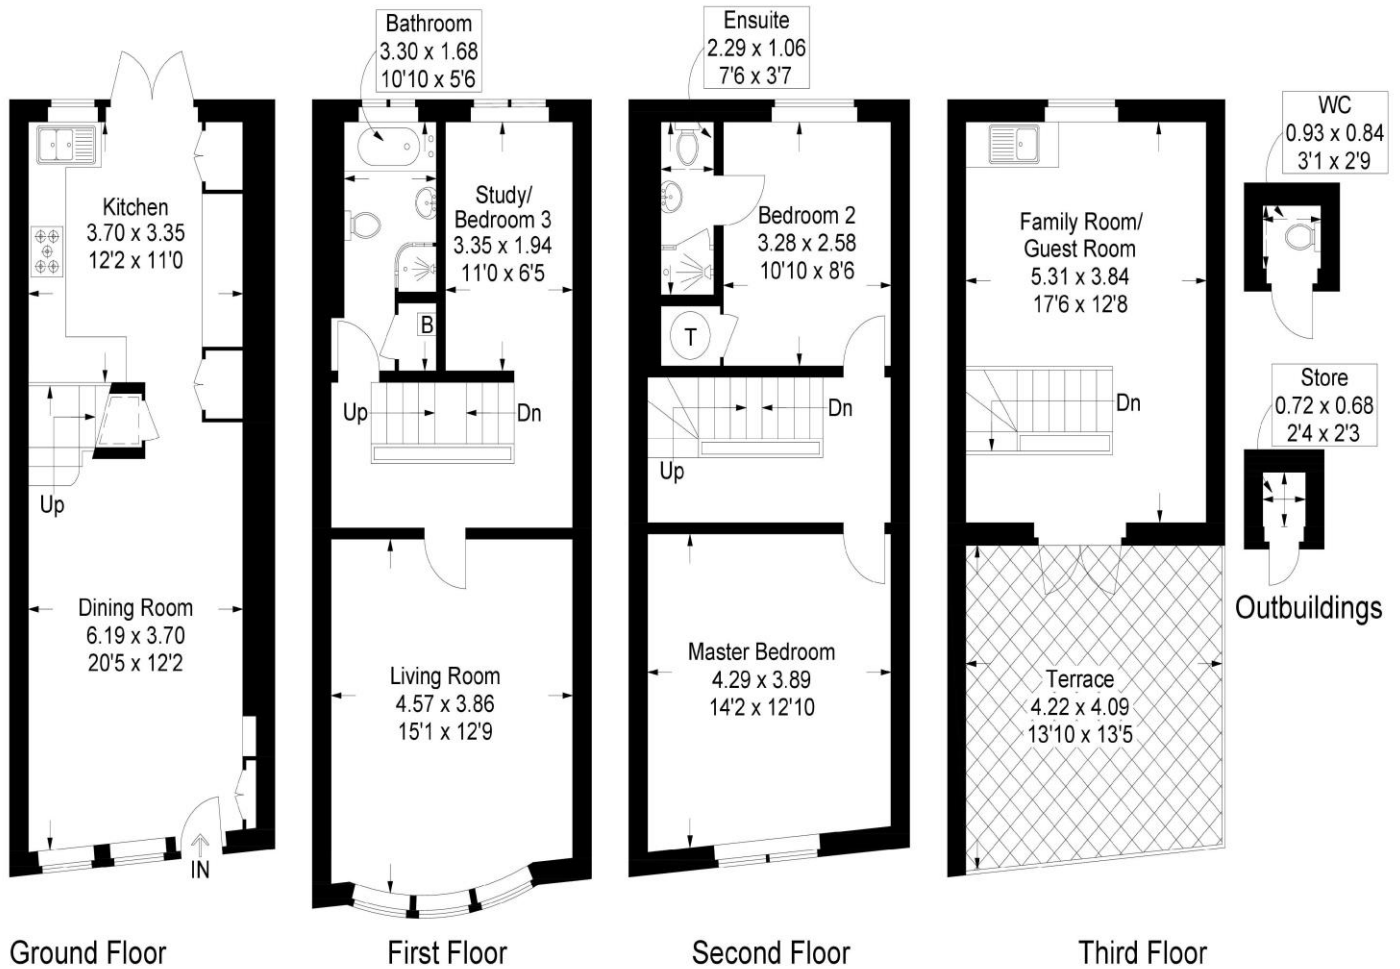 Bathroom
3.30 x 1.68
10'10 x 5'6
Ensuite
2.29 x 1.06
7'6 x 3'7
WC
0.93 x 0.84
3'1 x 2'9
Kitchen
3.70 x 3.35
12'2 x 11'0
Study/
Bedroom 3
3.35 x 1.94
11'0 x 6'5
B
Bedroom 2
3.28 x 2.58
10'10 x 8'6
T
Family Room/
Guest Room
5.31 x 3.84
17'6 x 12'8
Store
0.72 x 0.68
2'4 x 2'3
Up
Up
Dn
Up
Dn
Dn
Dining Room
6.19 x 3.70
20'5 x 12'2
Living Room
4.57 x 3.86
15'1 x 12'9
Master Bedroom
4.29 x 3.89
14'2 x 12'10
Terrace
4.22 x 4.09
13'10 x 13'5
Outbuildings
IN
Ground Floor
First Floor
Second Floor
Third Floor